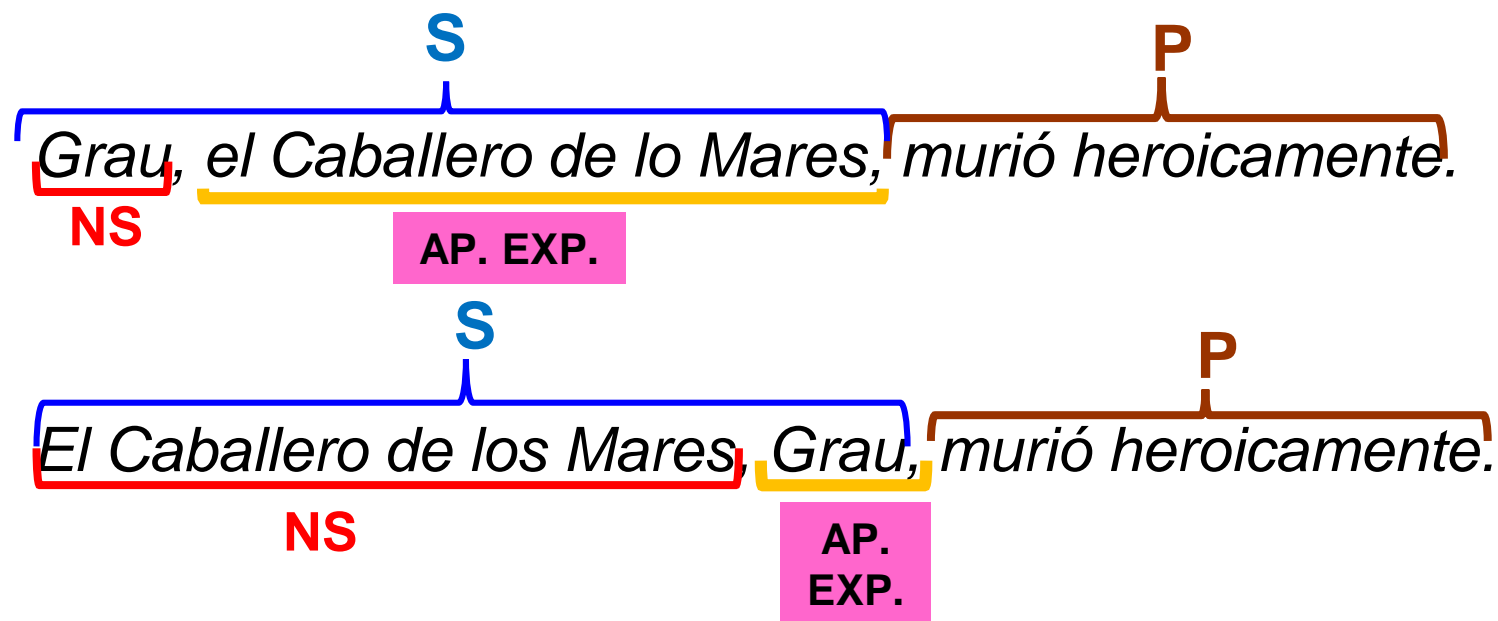 S
P
Grau, el Caballero de lo Mares, murió heroicamente.
NS
AP. EXP.
S
P
El Caballero de los Mares, Grau, murió heroicamente.
NS
AP.
EXP.